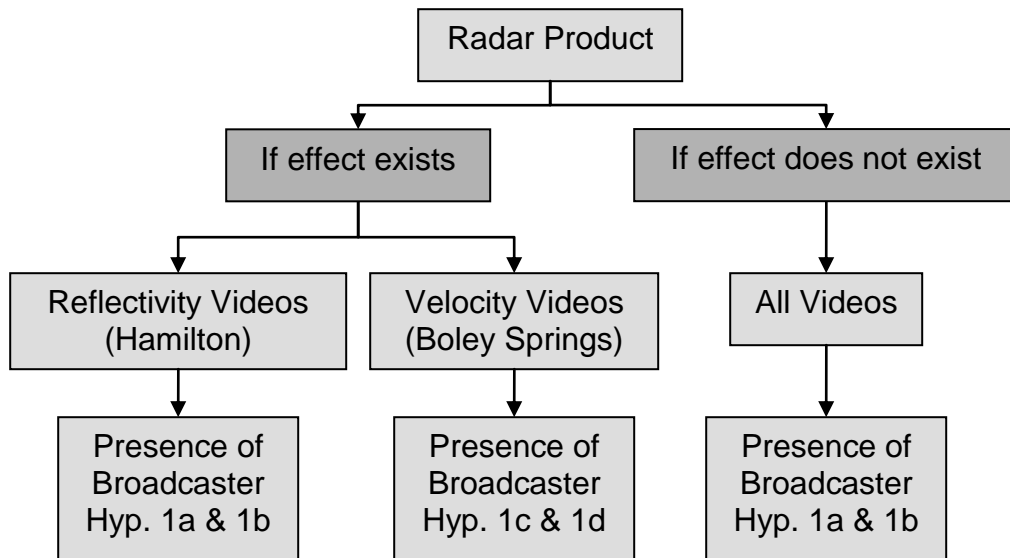 Radar Product
If effect exists
If effect does not exist
Reflectivity Videos
(Hamilton)
Velocity Videos
(Boley Springs)
All Videos
Presence of
Broadcaster
Hyp. 1a & 1b
Presence of
Broadcaster
Hyp. 1c & 1d
Presence of
Broadcaster
Hyp. 1a & 1b